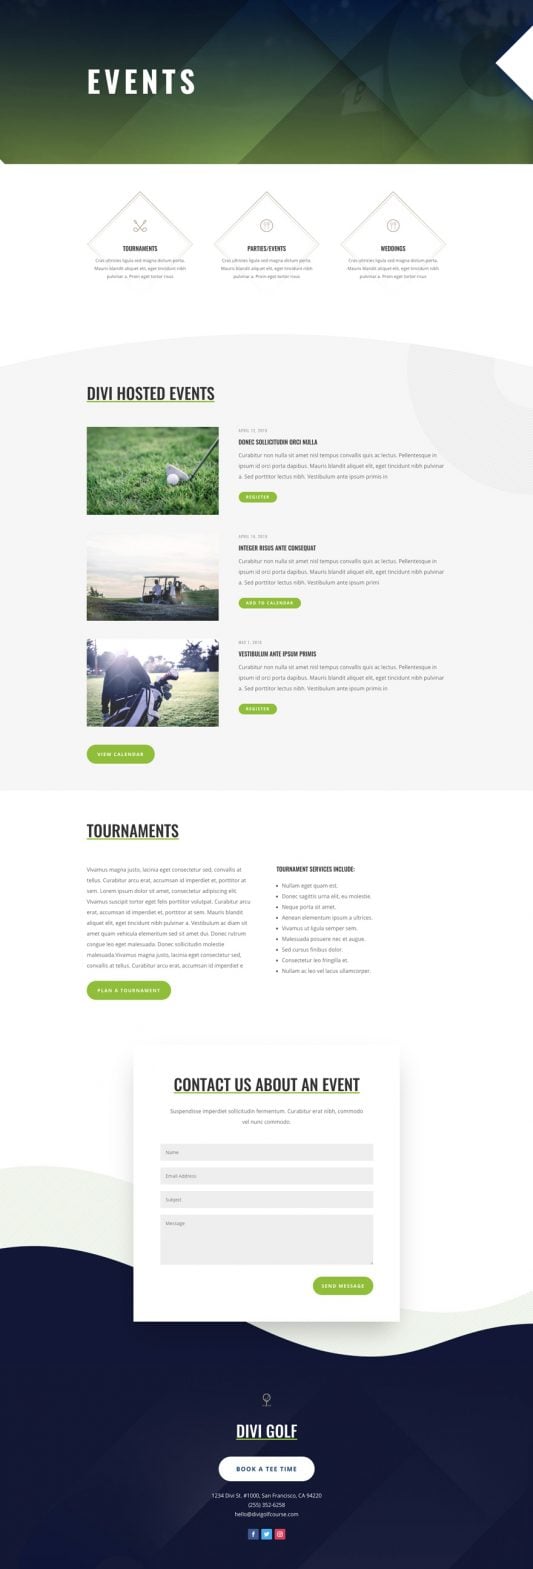 EVENTS
TOURNAMENTS
Cras ultricies ligula sed magna dictum porta.
Mauris blandit aliquet elit, eget tincidunt nibh
pulvinar a. Proin eget tortor risus
PARTIES/EVENTS
Cras ultricies ligula sed magna dictum porta.
Mauris blandit aliquet elit, eget tincidunt nibh
pulvinar a. Proin eget tortor risus
WEDDINGS
Cras ultricies ligula sed magna dictum porta.
Mauris blandit aliquet elit, eget tincidunt nibh
pulvinar a. Proin eget tortor risus
DIVI HOSTED EVENTS
APRIL 12, 2018
DONEC SOLLICITUDIN ORCI NULLA
Curabitur non nulla sit amet nisl tempus convallis quis ac lectus. Pellentesque in
ipsum id orci porta dapibus. Mauris blandit aliquet elit, eget tincidunt nibh pulvinar
a. Sed porttitor lectus nibh. Vestibulum ante ipsum primis in
REGISTER
2018
INTEGER RISUS ANTE CONSEQUAT
Curabitur non nulla sit amet nisl tempus convallis quis ac lectus. Pellentesque in
ipsum id orci porta dapibus. Mauris blandit aliquet elit, eget tincidunt nibh pulvinar
a. Sed porttitor lectus nibh. Vestibulum ante ipsum primi
ADD TO CALENDAR
MAY 1, 2018
VESTIBULUM ANTE IPSUM PRIMIS
Curabitur non nulla sit amet nisl tempus convallis quis ac lectus. Pellentesque in
ipsum id orci porta dapibus. Mauris blandit aliquet elit, eget tincidunt nibh pulvinar
a. Sed porttitor lectus nibh. Vestibulum ante ipsum primis in
REGISTER
VIEW CALENDAR
TOURNAMENTS
Vivamus magna justo, lacinia eget consectetur sed, convallis at
tellus. Curabitur arcu erat, accumsan id imperdiet et, porttitor at
sem. Lorem ipsum dolor sit amet, consectetur adipiscing elit.
Vivamus suscipit tortor eget felis porttitor volutpat. Curabitur arcu
erat, accumsan id imperdiet et, porttitor at sem. Mauris blandit
aliquet elit, eget tincidunt nibh pulvinar a. Vestibulum ac diam sit
amet quam vehicula elementum sed sit amet dui. Donec rutrum
congue leo eget malesuada. Donec sollicitudin molestie
malesuada.Vivamus magna justo, lacinia eget consectetur sed,
convallis at tellus. Curabitur arcu erat, accumsan id imperdiet e
PLAN A TOURNAMENT
TOURNAMENT SERVICES INCLUDE:
Nullam eget quam est.
Donec sagittis urna elit, eu molestie.
Neque porta sit amet.
Aenean elementum ipsum a ultrices.
Vivamus ut ligula semper sem.
Malesuada posuere nec et augue.
Sed cursus finibus dolor.
Consectetur leo fringilla et.
Nullam ac leo vel lacus ullamcorper.
CONTACT US ABOUT AN EVENT
Suspendisse imperdiet sollicitudin fermentum. Curabitur erat nibh, commodo
vel nunc commodo.
Name
Email Address
Subject
Message
SEND MESSAGE
DIVI GOLF
BOOK A TEE TIME
1234 Divi St. #1000, San Francisco, CA 94220
(255) 352-6258
hello@divigolfcourse.com